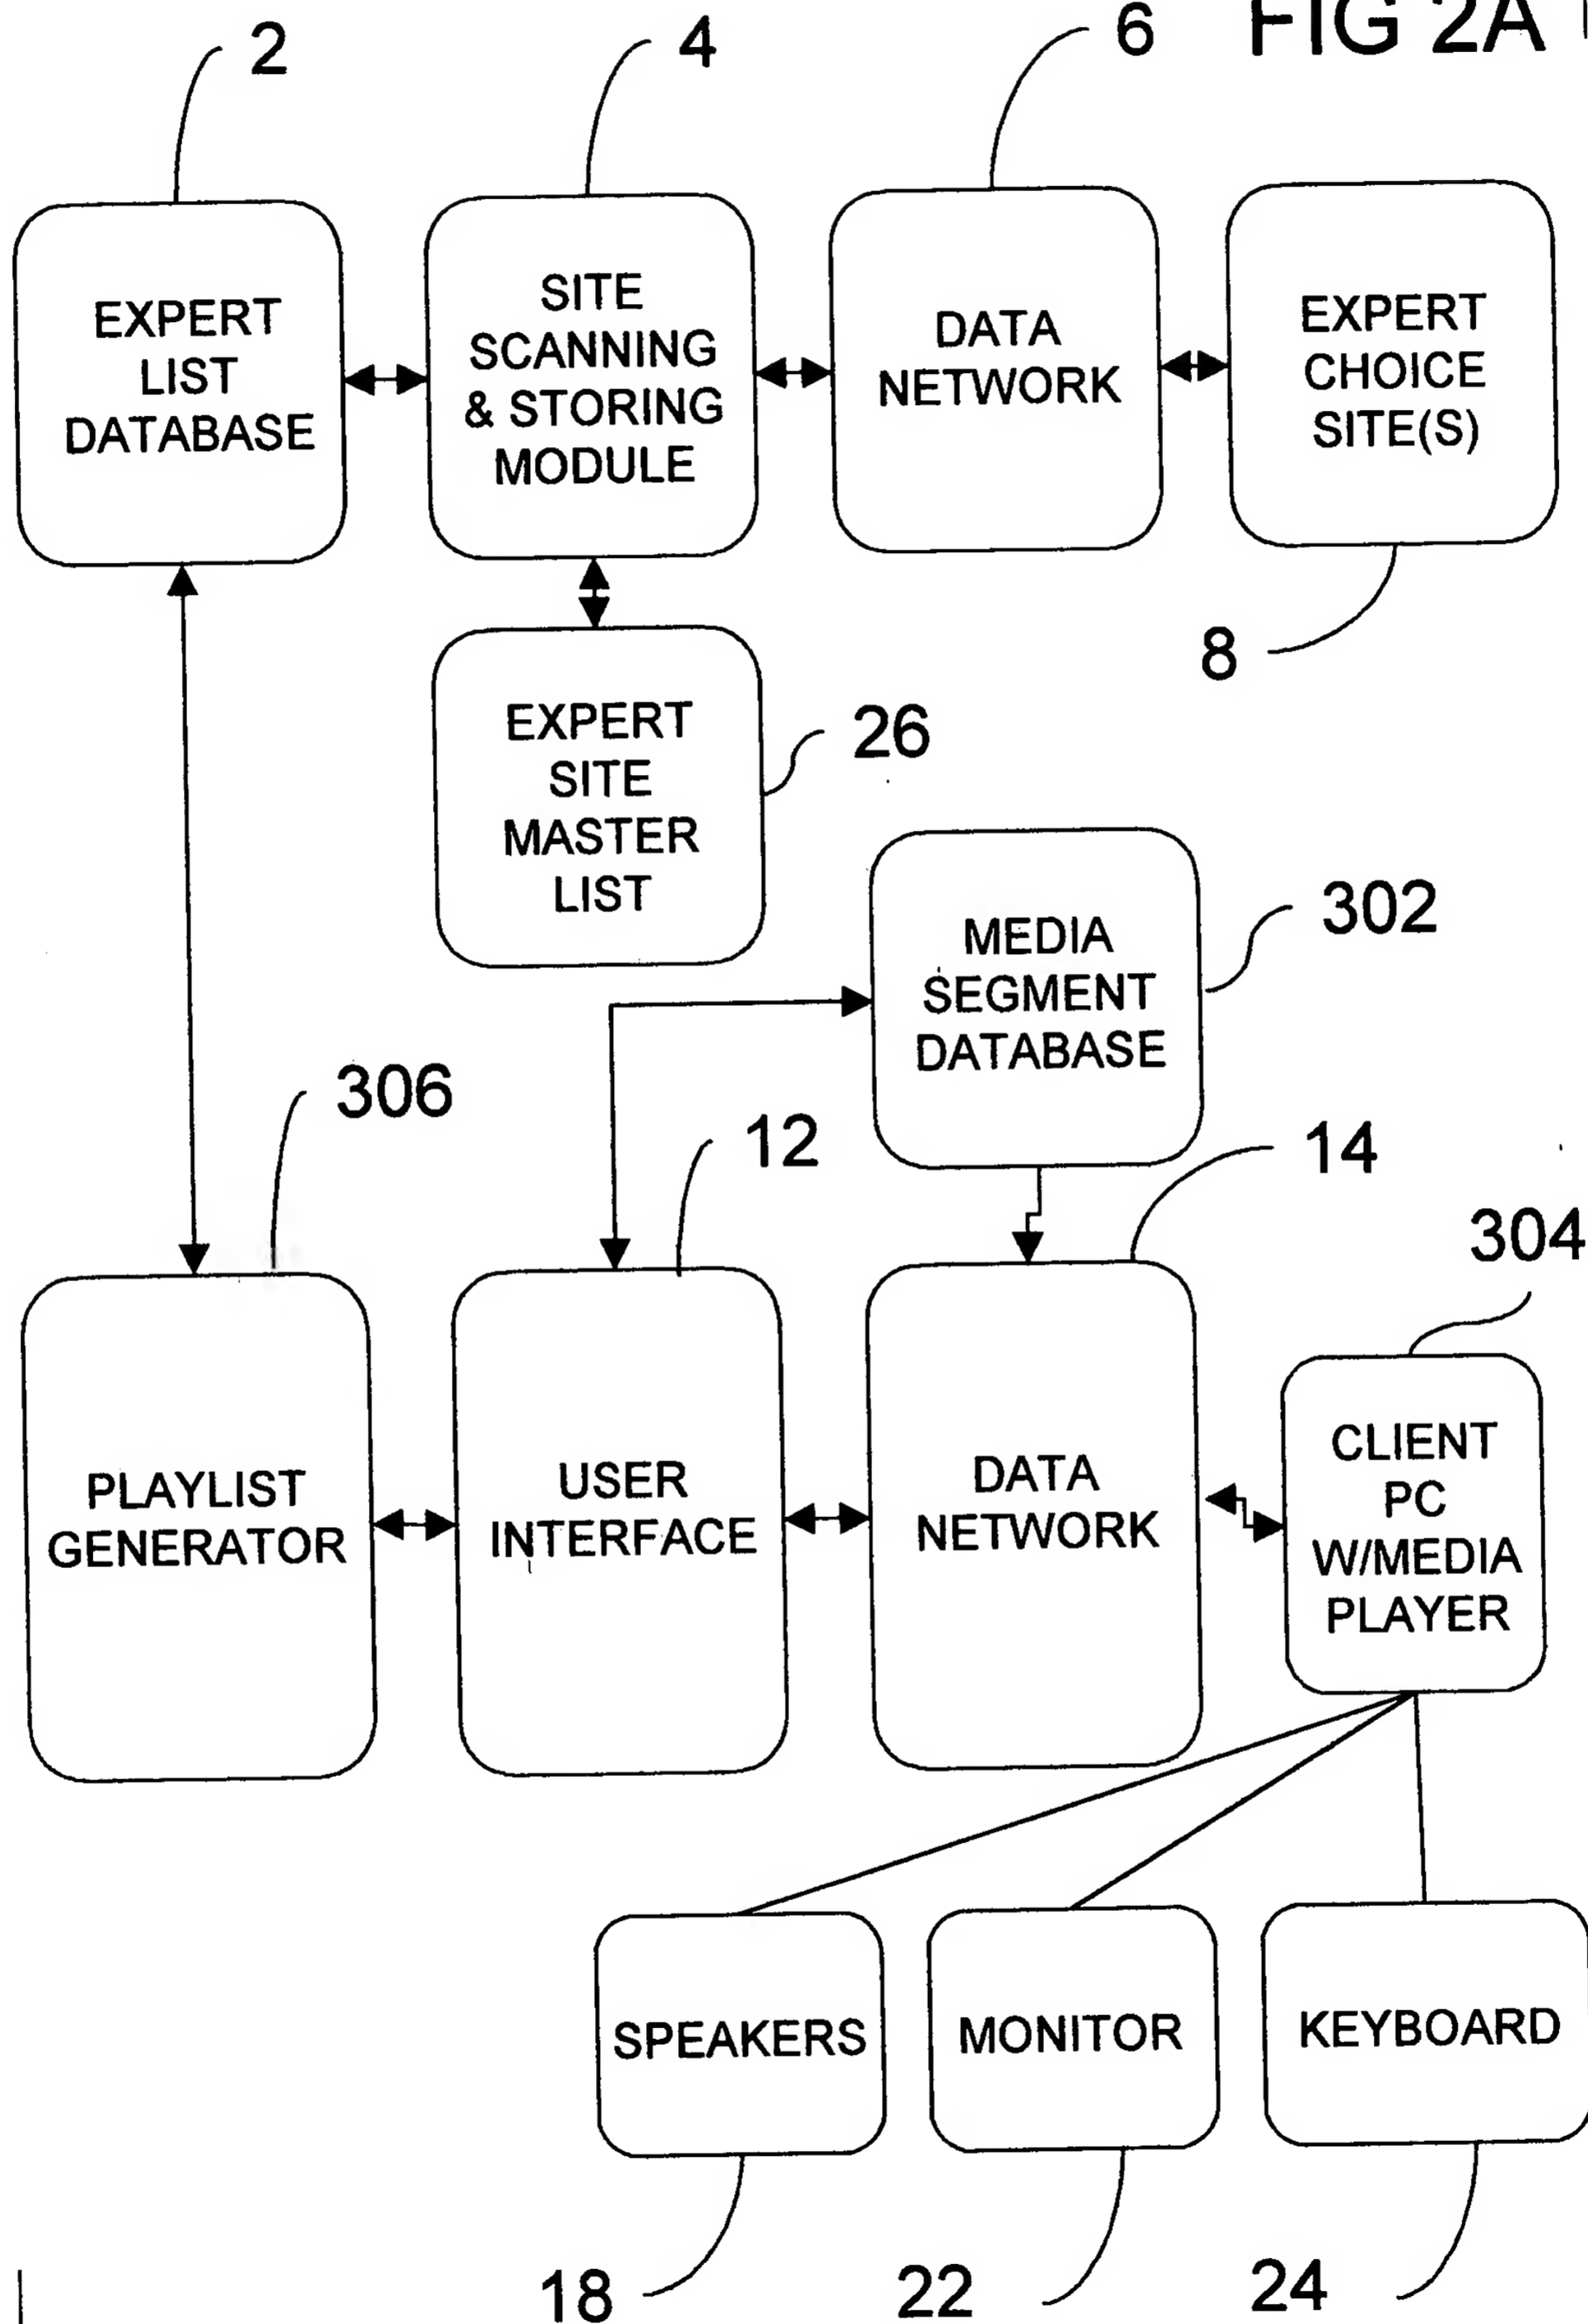 FIG 2A
2
4
6
EXPERT
LIST
DATABASE
SITE
SCANNING
& STORING
MODULE
DATA
NETWORK
EXPERT
CHOICE
SITE(S)
8
EXPERT
SITE
MASTER
LIST
26
MEDIA
SEGMENT
DATABASE
302
306
12
14
304
PLAYLIST
GENERATOR
USER
INTERFACE
DATA
NETWORK
CLIENT
PC
W/MEDIA
PLAYER
SPEAKERS
MONITOR
KEYBOARD
18
22
24